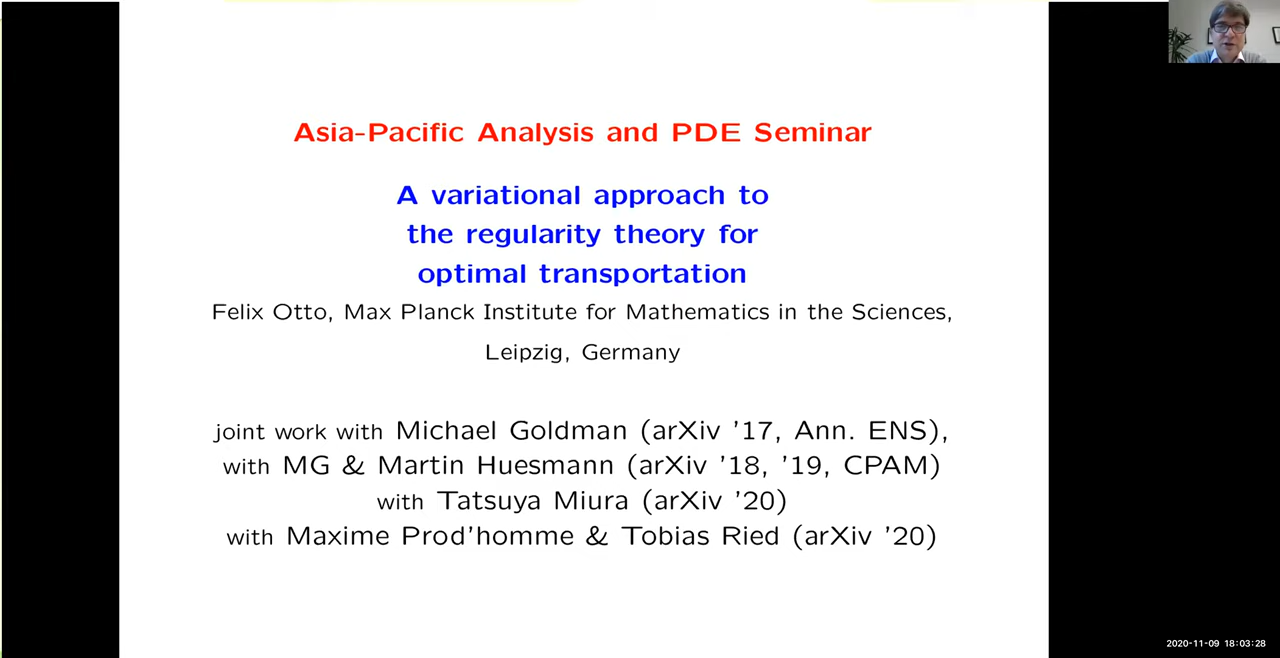 Asia-Pacific Analysis and PDE Seminar
A variational approach to
the regularity theory for
optimal transportation
Felix Otto, Max Planck Institute for Mathematics in the Sciences,
Leipzig, Germany
joint work with Michael Goldman (arXiv ’17, Ann. ENS),
with MG & Martin Huesmann (arXiv ’18, ’19, CPAM)
with Tatsuya Miura (arXiv ’20)
with Maxime Prod’homme & Tobias Ried (arXiv ’20)
2020-11-09 18:03:28